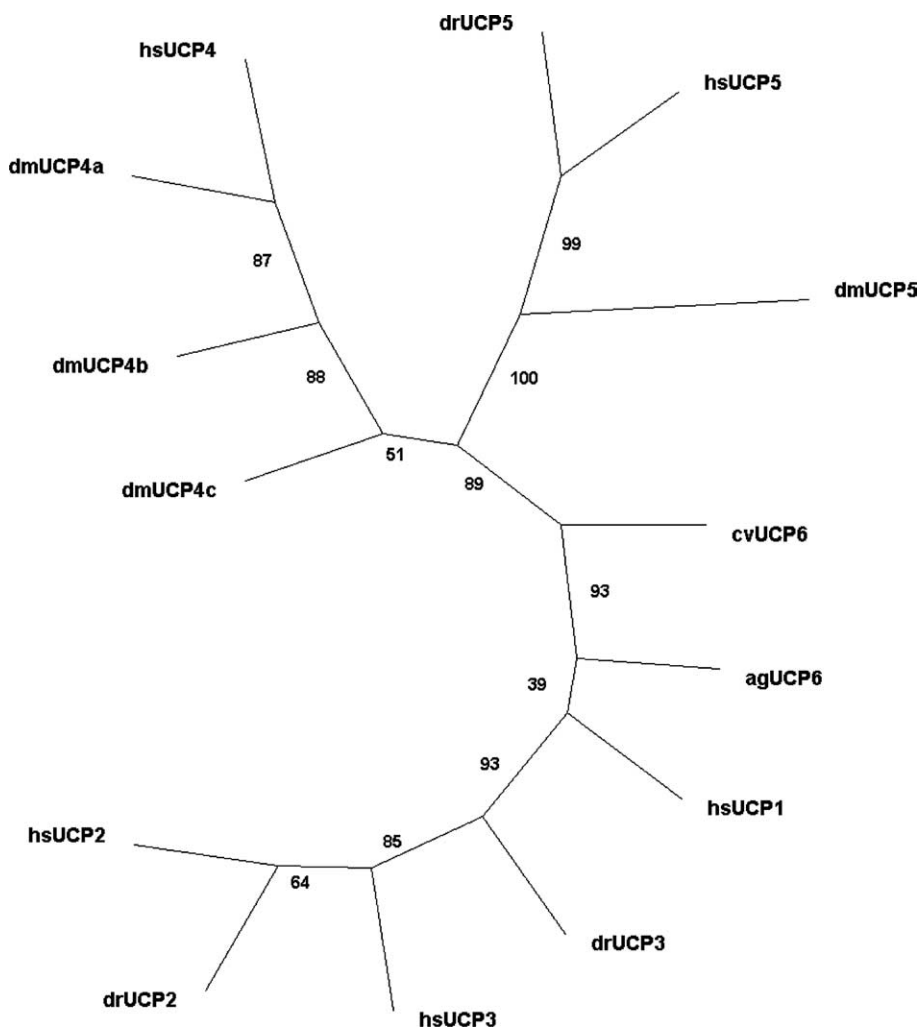 drUCP5
hsUCP4
hsUCP5
dmUCP4a
99
87
dmUCP5
dmUCP4b
88
100
51
89
dmUCP4c
cvUCP6
93
agUCP6
39
93
hsUCP1
hsUCP2
85
64
drUCP3
drUCP2
hsUCP3